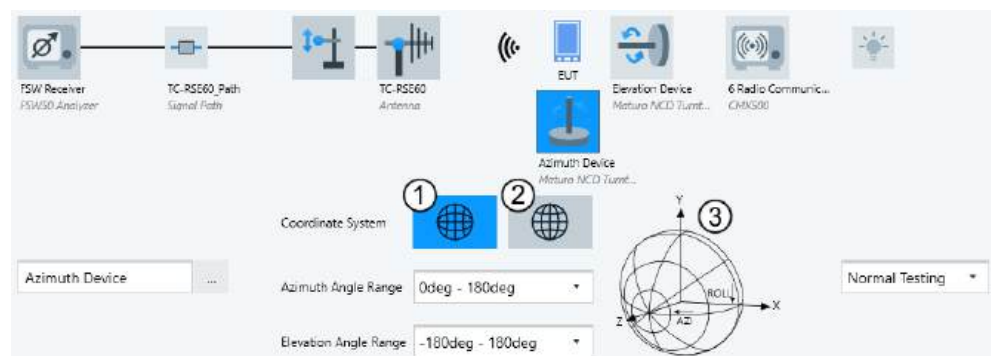 EUT
FSW Receiver
FSW50 Analyzer
TC-RSE60_Path
Signal Path
TC-RSE60
Antenna
Elevation Device
Maturo NCD Turnt...
6 Radio Communic...
CMX500
Azimuth Device
Maturo NCD Turnt...
1
2
Coordinate System
Y
3
Azimuth Device
...
Azimuth Angle Range
0deg - 180deg
ROLL
X
Z
AZI
Normal Testing
Elevation Angle Range
-180deg - 180deg